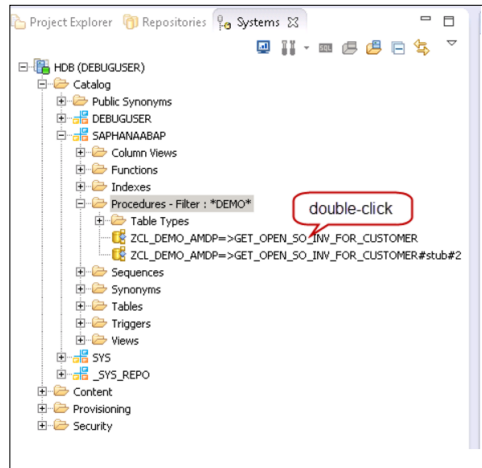 Project Explorer Repositories Systems
SQL
HDB (DEBUGUSER)
Catalog
Public Synonyms
DEBUGUSER
SAPHANAABAP
Column Views
Functions
Indexes
Procedures - Filter : *DEMO*
double-click
Table Types
ZCL_DEMO_AMDP=>GET_OPEN_SO_INV_FOR_CUSTOMER
ZCL_DEMO_AMDP=>GET_OPEN_SO_INV_FOR_CUSTOMER#stub#2
Sequences
Synonyms
Tables
Triggers
Views
SYS
_SYS_REPO
Content
Provisioning
Security